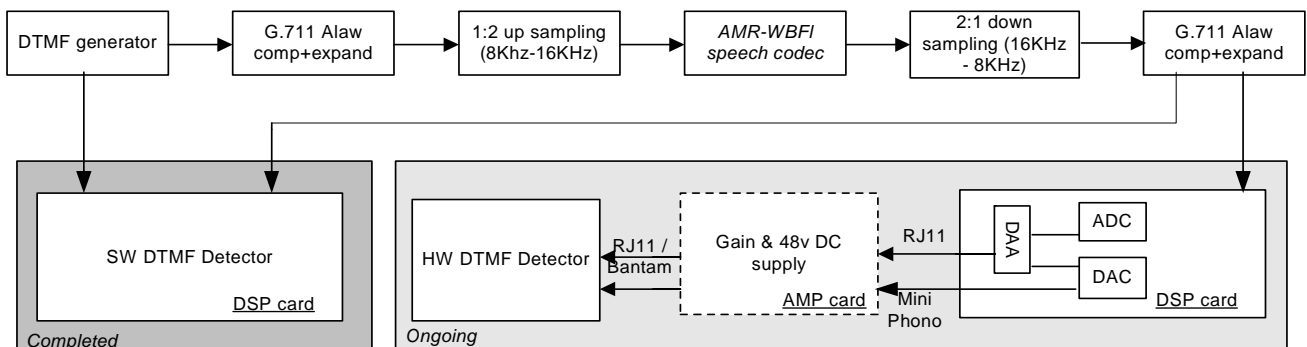 DTMF generator
G.711 Alaw
comp+expand
1:2 up sampling
(8Khz-16KHz)
AMR-WBFI
speech codec
2:1 down
sampling (16KHz
- 8KHz)
G.711 Alaw
comp+expand
SW DTMF Detector
DSP card
Completed
HW DTMF Detector
RJ11 /
Bantam
Gain & 48v DC
supply
AMP card
RJ11
Mini
Phono
DAA
ADC
DAC
DSP card
Ongoing